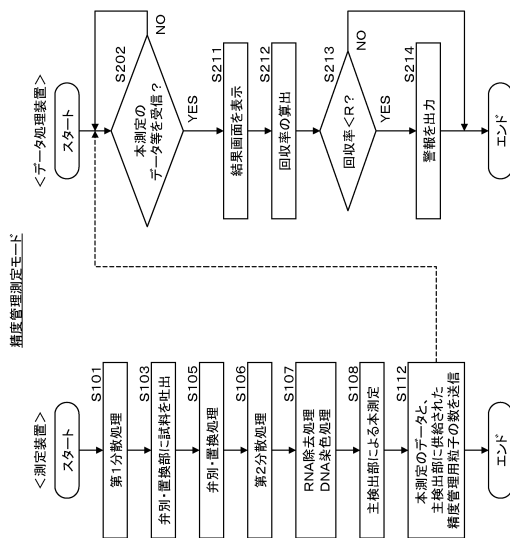 精度管理測定モード
＜測定装置＞
スタート
S101
第1分散処理
S103
弁別・置換部に試料を吐出
S105
弁別・置換処理
S106
第2分散処理
S107
RNA除去処理
DNA染色処理
S108
主検出部による本測定
S112
本測定のデータと、
主検出部に供給された
精度管理用粒子の数を送信
エンド
＜データ処理装置＞
スタート
S202
本測定の
データ等を受信？
NO
YES
S211
結果画面を表示
S212
回収率の算出
S213
回収率＜R？
NO
YES
S214
警報を出力
エンド